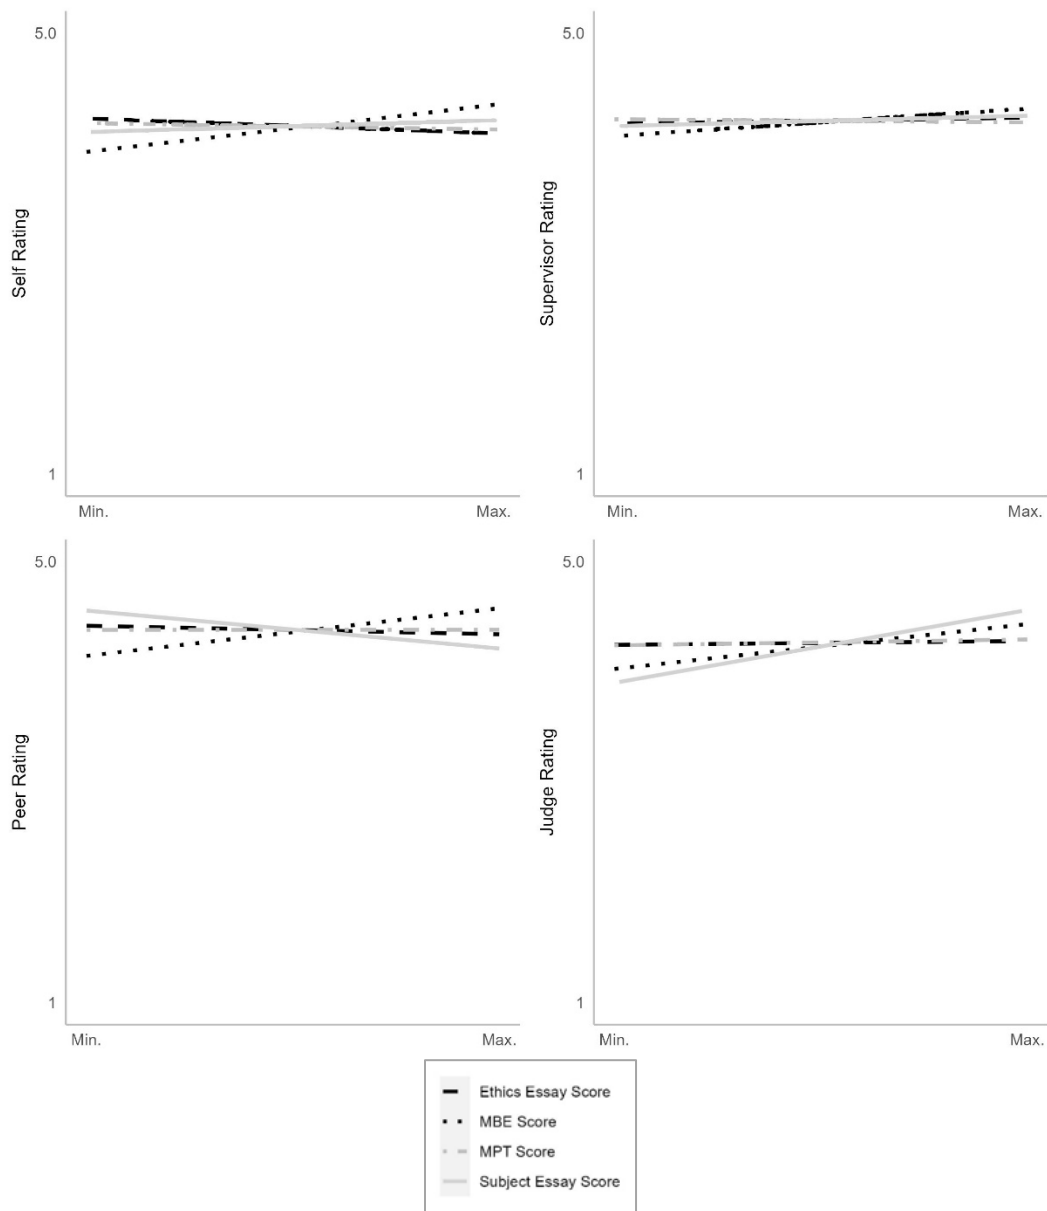 5.0
Self Rating
1
Min.
Max.
5.0
Supervisor Rating
1
Min.
Max.
5.0
Peer Rating
1
Min.
Max.
5.0
Judge Rating
1
Min.
Max.
Ethics Essay Score
MBE Score
MPT Score
Subject Essay Score